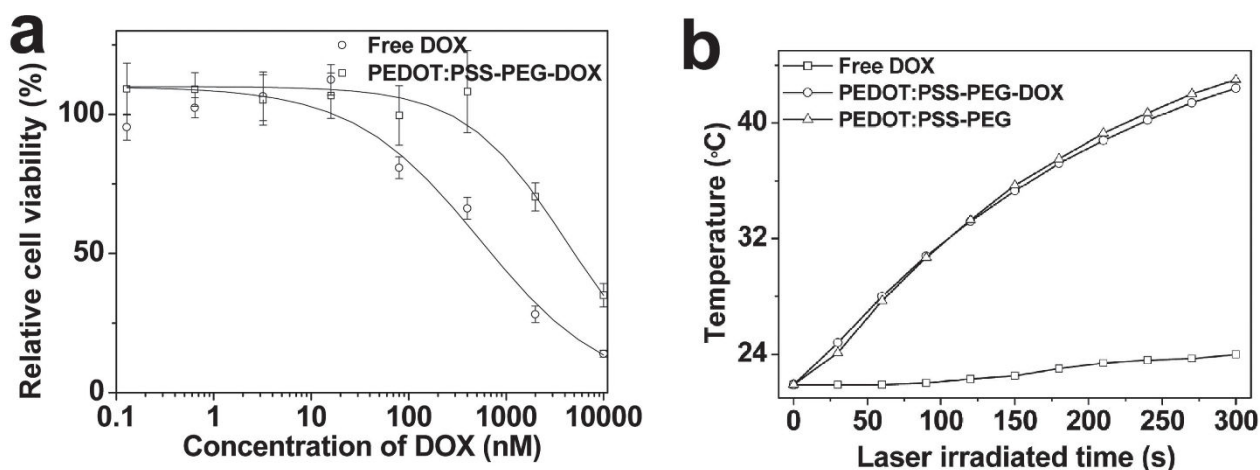 a
Free DOX
PEDOT:PSS-PEG-DOX
Relative cell viability (%)
100
50
0
0.1
1
10
100
1000
10000
Concentration of DOX (nM)
b
Free DOX
PEDOT:PSS-PEG-DOX
PEDOT:PSS-PEG
Temperature (°C)
40
32
24
0
50
100
150
200
250
300
Laser irradiated time (s)